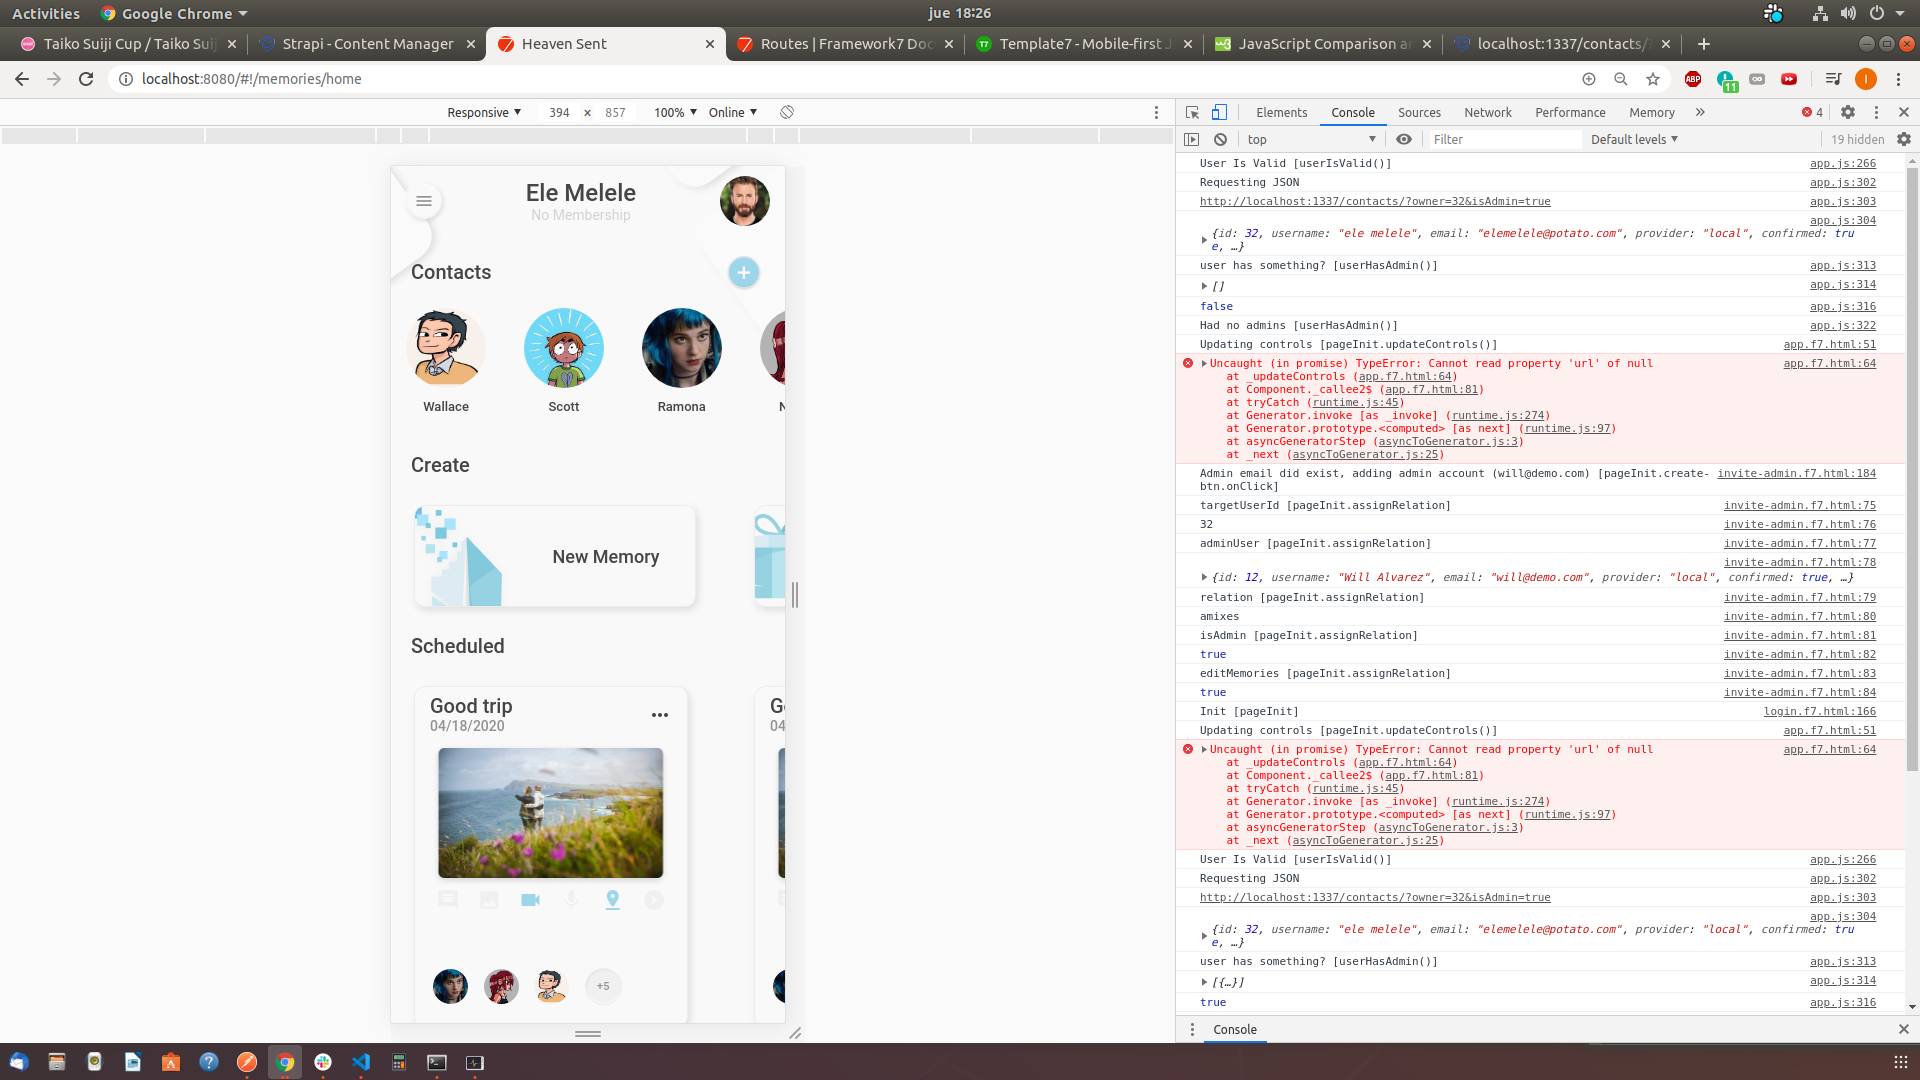 Activities
Google Chrome
jue 18:26
Taiko Suiji Cup / Taiko Suij
Strapi - Content Manager
Heaven Sent
Routes | Framework7 Doc
Template7 - Mobile-first J
JavaScript Comparison a
localhost:1337/contacts/
localhost:8080/#!/memories/home
ABP
11
I
Responsive
394 × 857
100%
Online
Elements
Console
Sources
Network
Performance
Memory
4
top
Filter
Default levels
19 hidden
Ele Melele
No Membership
Contacts
Wallace
Scott
Ramona
Create
New Memory
Scheduled
Good trip
04/18/2020
+5
User Is Valid [userIsValid()] app.js:266
Requesting JSON app.js:302
http://localhost:1337/contacts/?owner=32&isAdmin=true app.js:303
app.js:304
{id: 32, username: "ele melele", email: "elemelele@potato.com", provider: "local", confirmed: tru
e, …}
user has something? [userHasAdmin()] app.js:313
[] app.js:314
false app.js:316
Had no admins [userHasAdmin()] app.js:322
Updating controls [pageInit.updateControls()] app.f7.html:51
Uncaught (in promise) TypeError: Cannot read property 'url' of null app.f7.html:64
at _updateControls (app.f7.html:64)
at Component._callee2$ (app.f7.html:81)
at tryCatch (runtime.js:45)
at Generator.invoke [as _invoke] (runtime.js:274)
at Generator.prototype.<computed> [as next] (runtime.js:97)
at asyncGeneratorStep (asyncToGenerator.js:3)
at _next (asyncToGenerator.js:25)
Admin email did exist, adding admin account (will@demo.com) [pageInit.create- invite-admin.f7.html:184
btn.onClick]
targetUserId [pageInit.assignRelation] invite-admin.f7.html:75
32 invite-admin.f7.html:76
adminUser [pageInit.assignRelation] invite-admin.f7.html:77
invite-admin.f7.html:78
{id: 12, username: "Will Alvarez", email: "will@demo.com", provider: "local", confirmed: true, …}
relation [pageInit.assignRelation] invite-admin.f7.html:79
amixes invite-admin.f7.html:80
isAdmin [pageInit.assignRelation] invite-admin.f7.html:81
true invite-admin.f7.html:82
editMemories [pageInit.assignRelation] invite-admin.f7.html:83
true invite-admin.f7.html:84
Init [pageInit] login.f7.html:166
Updating controls [pageInit.updateControls()] app.f7.html:51
Uncaught (in promise) TypeError: Cannot read property 'url' of null app.f7.html:64
at _updateControls (app.f7.html:64)
at Component._callee2$ (app.f7.html:81)
at tryCatch (runtime.js:45)
at Generator.invoke [as _invoke] (runtime.js:274)
at Generator.prototype.<computed> [as next] (runtime.js:97)
at asyncGeneratorStep (asyncToGenerator.js:3)
at _next (asyncToGenerator.js:25)
User Is Valid [userIsValid()] app.js:266
Requesting JSON app.js:302
http://localhost:1337/contacts/?owner=32&isAdmin=true app.js:303
app.js:304
{id: 32, username: "ele melele", email: "elemelele@potato.com", provider: "local", confirmed: tru
e, …}
user has something? [userHasAdmin()] app.js:313
[{…}] app.js:314
true app.js:316
Console